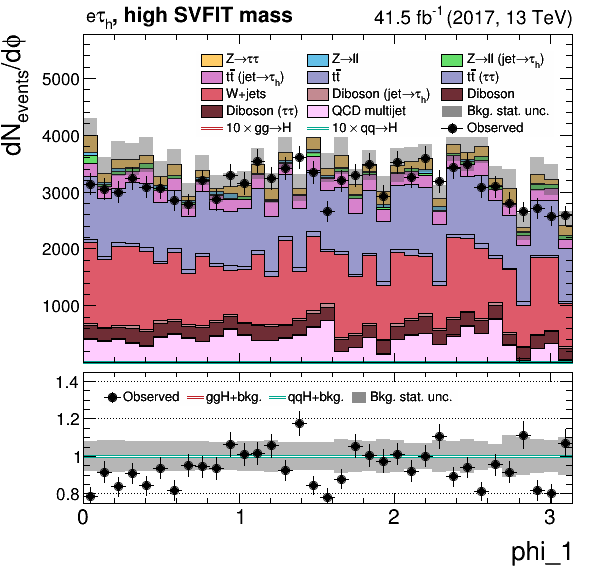 eτh, high SVFIT mass 41.5 fb⁻¹ (2017, 13 TeV)
dNevents/dϕ
5000
4000
3000
2000
1000
Z→ττ Z→ll Z→ll (jet→τh)
tt̄ (jet→τh) tt̄ tt̄ (ττ)
W+jets Diboson (jet→τh) Diboson
Diboson (ττ) QCD multijet Bkg. stat. unc.
10 × gg→H 10 × qq→H Observed
1.4
1.2
1
0.8
Observed ggH+bkg. qqH+bkg. Bkg. stat. unc.
0 1 2 3
phi_1